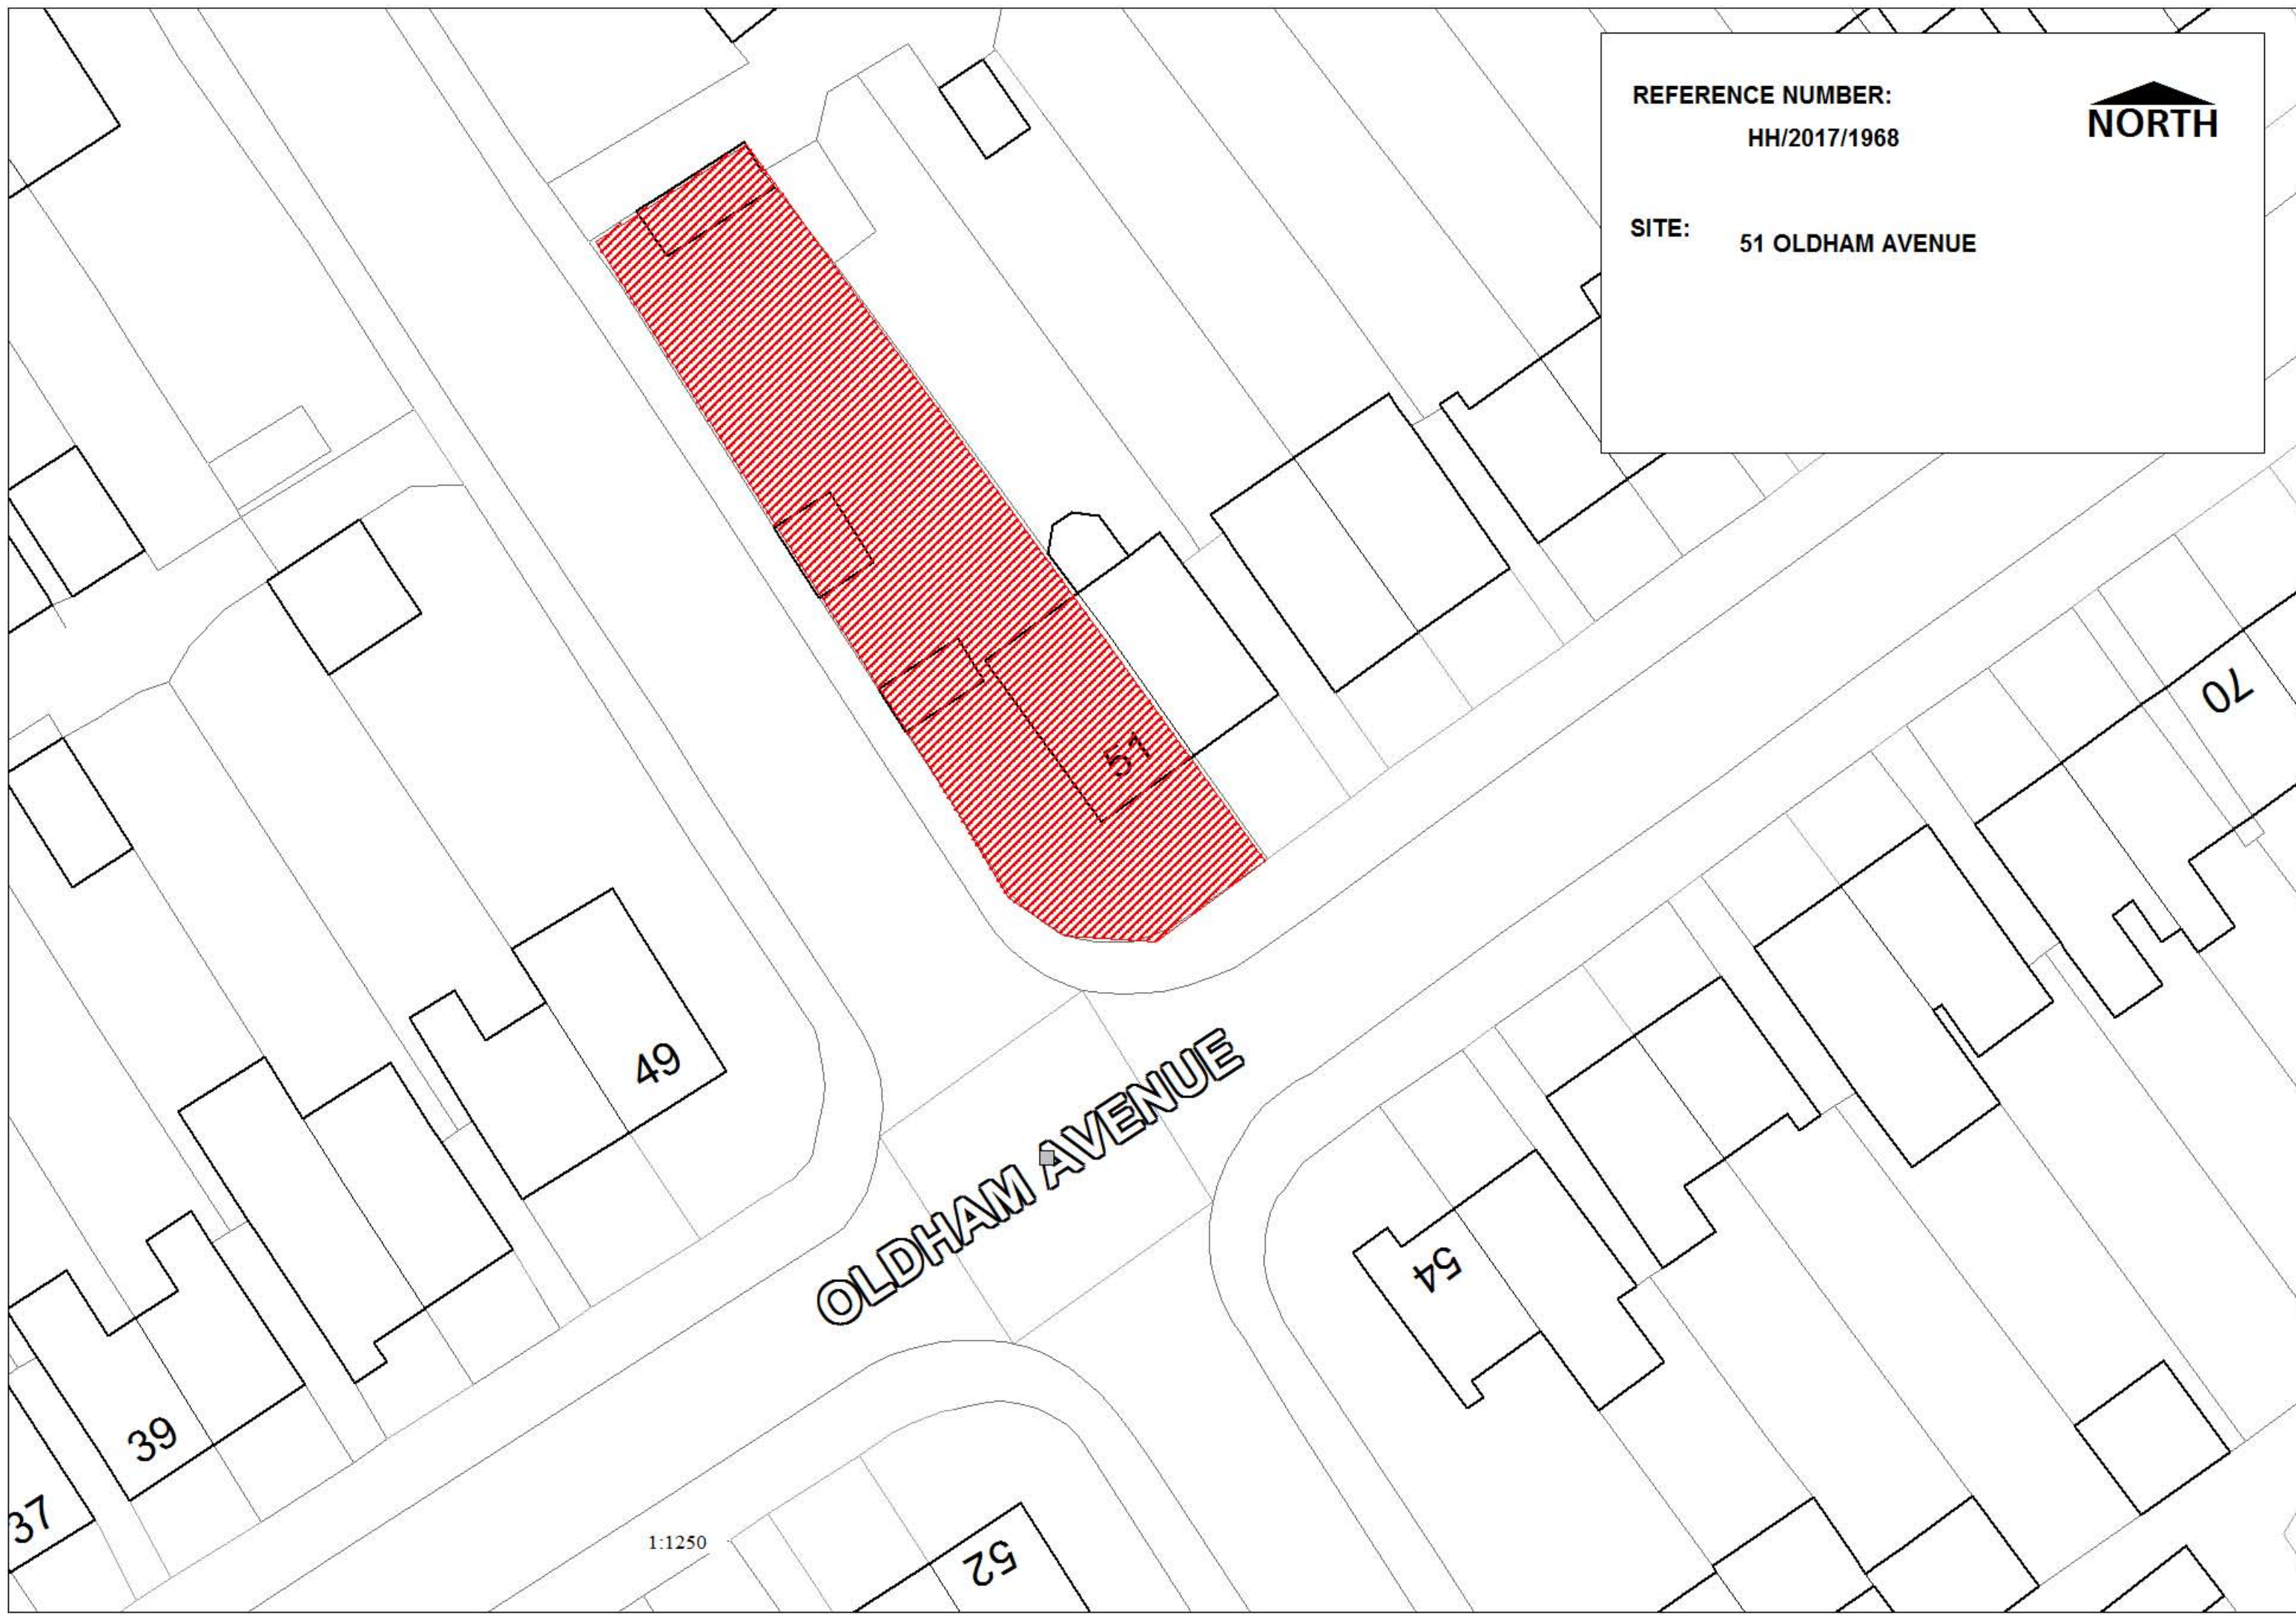 REFERENCE NUMBER:
HH/2017/1968
NORTH
SITE:
51 OLDHAM AVENUE
70
51
49
OLDHAM AVENUE
54
39
37
1:1250
52